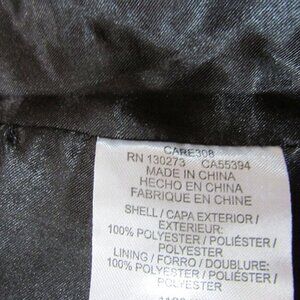 CARE308
RN 130273 CA55394
MADE IN CHINA
HECHO EN CHINA
FABRIQUE EN CHINE
SHELL / CAPA EXTERIOR /
EXTERIEUR:
100% POLYESTER / POLIÉSTER /
POLYESTER
LINING / FORRO / DOUBLURE:
100% POLYESTER / POLIÉSTER /
POLYESTER